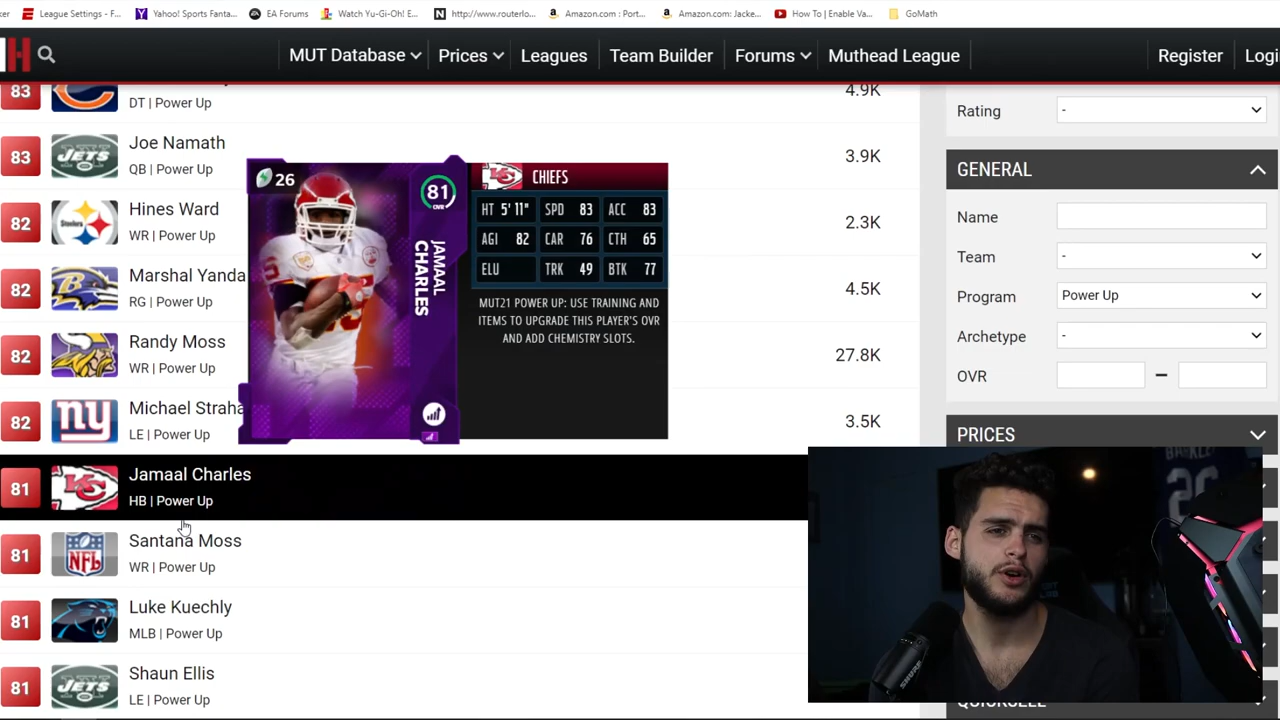 ker
League Settings - F...
Yahoo! Sports Fanta...
EA Forums
Watch Yu-Gi-Oh! E...
http://www.routerlo...
Amazon.com : Port...
Amazon.com: Jacke...
How To | Enable Va...
GoMath
H
MUT Database
Prices
Leagues
Team Builder
Forums
Muthead League
Register
Logi
83
DT | Power Up
4.9K
83
Joe Namath
QB | Power Up
3.9K
82
Hines Ward
WR | Power Up
2.3K
82
Marshal Yanda
RG | Power Up
4.5K
82
Randy Moss
WR | Power Up
27.8K
82
Michael Straha
LE | Power Up
3.5K
81
Jamaal Charles
HB | Power Up
81
Santana Moss
WR | Power Up
81
Luke Kuechly
MLB | Power Up
81
Shaun Ellis
LE | Power Up
26
81
OVR
JAMAAL
CHARLES
CHIEFS
HT 5' 11" SPD 83 ACC 83
AGI 82 CAR 76 CTH 65
ELU TRK 49 BTK 77
MUT21 POWER UP: USE TRAINING AND
ITEMS TO UPGRADE THIS PLAYER'S OVR
AND ADD CHEMISTRY SLOTS.
Rating -
GENERAL
Name
Team -
Program Power Up
Archetype -
OVR –
PRICES
QUICKSELL